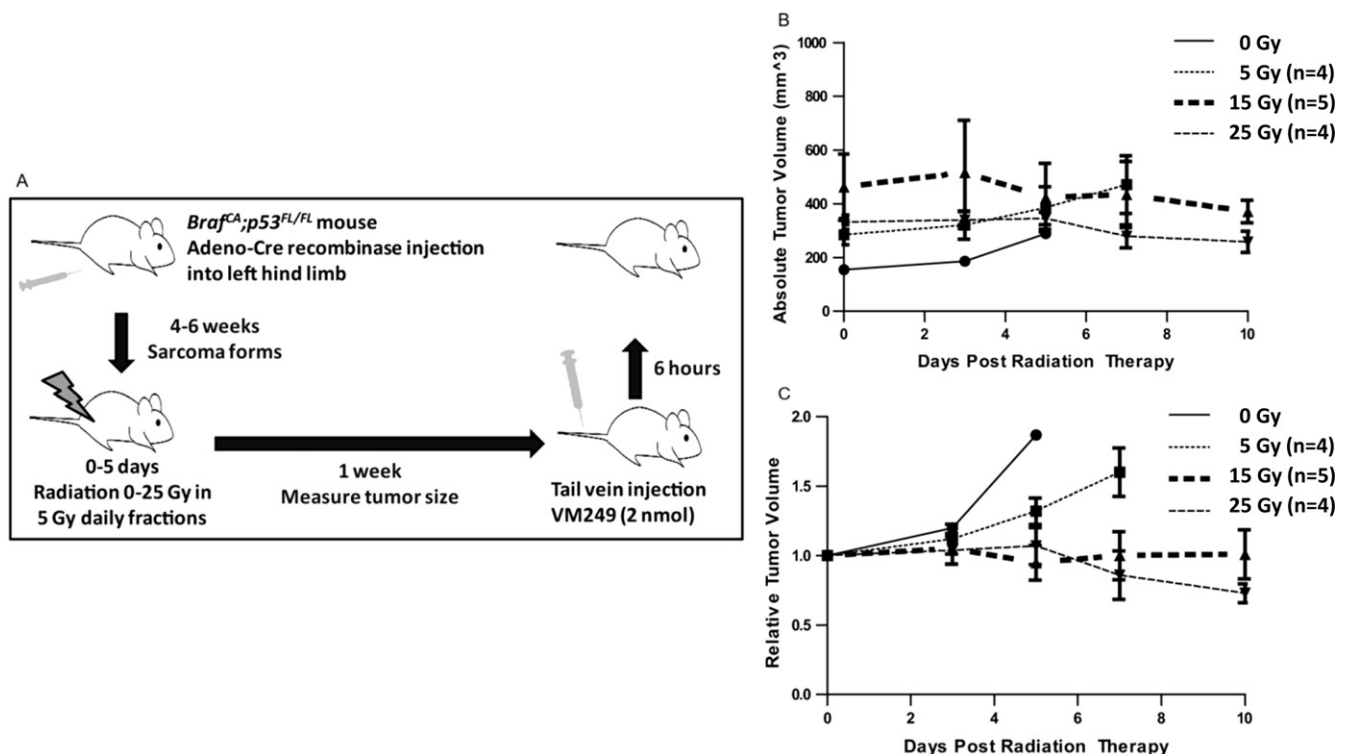 A
Braf^CA;p53^FL/FL mouse
Adeno-Cre recombinase injection
into left hind limb
4-6 weeks
Sarcoma forms
0-5 days
Radiation 0-25 Gy in
5 Gy daily fractions
1 week
Measure tumor size
Tail vein injection
VM249 (2 nmol)
6 hours
B
Absolute Tumor Volume (mm^3)
1000
800
600
400
200
0
0 2 4 6 8 10
Days Post Radiation Therapy
0 Gy
5 Gy (n=4)
15 Gy (n=5)
25 Gy (n=4)
C
Relative Tumor Volume
2.0
1.5
1.0
0.5
0.0
0 2 4 6 8 10
Days Post Radiation Therapy
0 Gy
5 Gy (n=4)
15 Gy (n=5)
25 Gy (n=4)